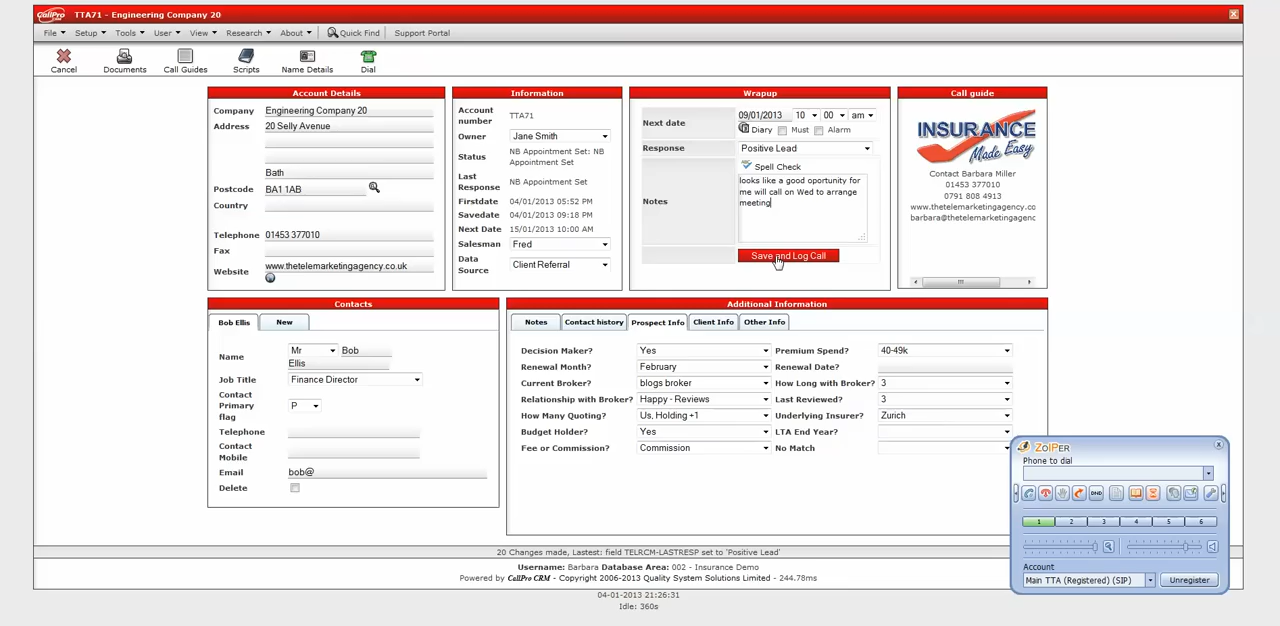 CallPro TTA71 - Engineering Company 20
File Setup Tools User View Research About Quick Find Support Portal
Cancel Documents Call Guides Scripts Name Details Dial
Account Details
Company Engineering Company 20
Address 20 Selly Avenue
Bath
Postcode BA1 1AB
Country
Telephone 01453 377010
Fax
Website www.thetelemarketingagency.co.uk
Information
Account number TTA71
Owner Jane Smith
Status NB Appointment Set: NB Appointment Set
Last Response NB Appointment Set
Firstdate 04/01/2013 05:52 PM
Savedate 04/01/2013 09:18 PM
Next Date 15/01/2013 10:00 AM
Salesman Fred
Data Source Client Referral
Wrapup
Next date 09/01/2013 10 00 am
Diary Must Alarm
Response Positive Lead
Spell Check
Notes
looks like a good oportunity for
me will call on Wed to arrange
meeting
Save and Log Call
Call guide
INSURANCE
Made Easy
Contact Barbara Miller
01453 377010
0791 808 4913
www.thetelemarketingagency.co
barbara@thetelemarketingagenc
Contacts
Bob Ellis New
Name Mr Bob
Ellis
Job Title Finance Director
Contact Primary flag P
Telephone
Contact Mobile
Email bob@
Delete
Additional Information
Notes Contact history Prospect Info Client Info Other Info
Decision Maker? Yes Premium Spend? 40-49k
Renewal Month? February Renewal Date?
Current Broker? blogs broker How Long with Broker? 3
Relationship with Broker? Happy - Reviews Last Reviewed? 3
How Many Quoting? Us, Holding +1 Underlying Insurer? Zurich
Budget Holder? Yes LTA End Year?
Fee or Commission? Commission No Match
ZOIPER
Phone to dial
DND
1 2 3 4 5 6
Account
Main TTA (Registered) (SIP) Unregister
20 Changes made, Lastest: field TELRCM-LASTRESP set to 'Positive Lead'
Username: Barbara Database Area: 002 - Insurance Demo
Powered by CallPro CRM - Copyright 2006-2013 Quality System Solutions Limited - 244.78ms
04-01-2013 21:26:31
Idle: 360s